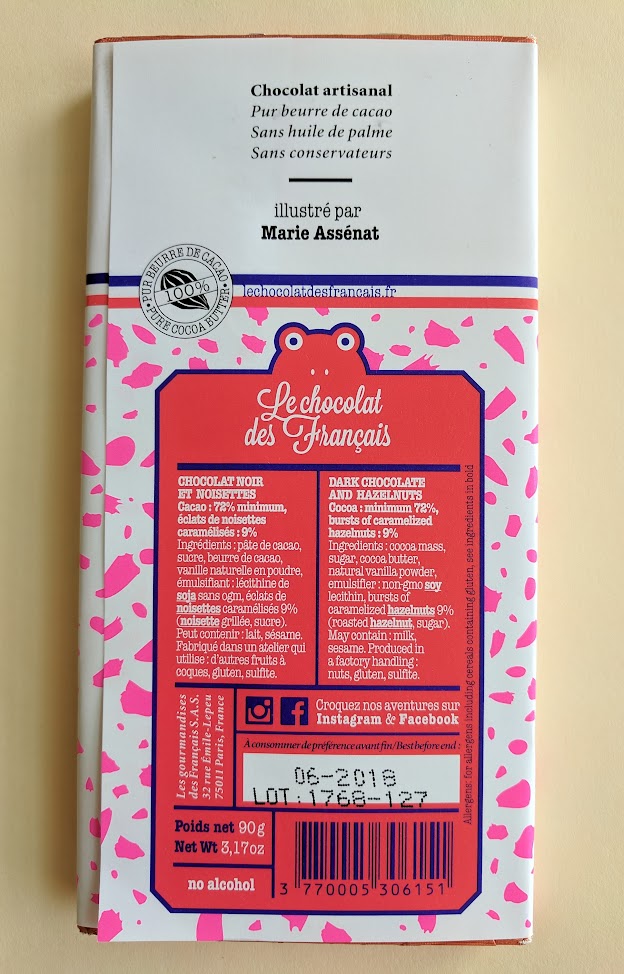 Chocolat artisanal
Pur beurre de cacao
Sans huile de palme
Sans conservateurs
illustré par
Marie Assénat
• PUR BEURRE DE CACAO •
100%
PURE COCOA BUTTER
lechocolatdesfrancais.fr
Le chocolat
des Français
CHOCOLAT NOIR
ET NOISETTES
Cacao : 72% minimum,
éclats de noisettes
caramélisés : 9%
Ingrédients : pâte de cacao,
sucre, beurre de cacao,
vanille naturelle en poudre,
émulsifiant : lécithine de
soja sans ogm, éclats de
noisettes caramélisés 9%
(noisette grillée, sucre).
Peut contenir : lait, sésame.
Fabriqué dans un atelier qui
utilise : d'autres fruits à
coques, gluten, sulfite.
DARK CHOCOLATE
AND HAZELNUTS
Cocoa : minimum 72%,
bursts of caramelized
hazelnuts : 9%
Ingredients : cocoa mass,
sugar, cocoa butter,
natural vanilla powder,
emulsifier : non-gmo soy
lecithin, bursts of
caramelized hazelnuts 9%
(roasted hazelnut, sugar).
May contain : milk,
sesame. Produced in
a factory handling :
nuts, gluten, sulfite.
Allergens: for allergens including cereals containing gluten, see ingredients in bold
Les gourmandises
des Français S.A.S.
32 rue Émile-Lepeu
75011 Paris, France
Croquez nos aventures sur
Instagram & Facebook
A consommer de préférence avant fin/Best before end :
06-2018
LOT:1768-127
Poids net 90 g
Net Wt 3,17oz
no alcohol
3 770005 306151